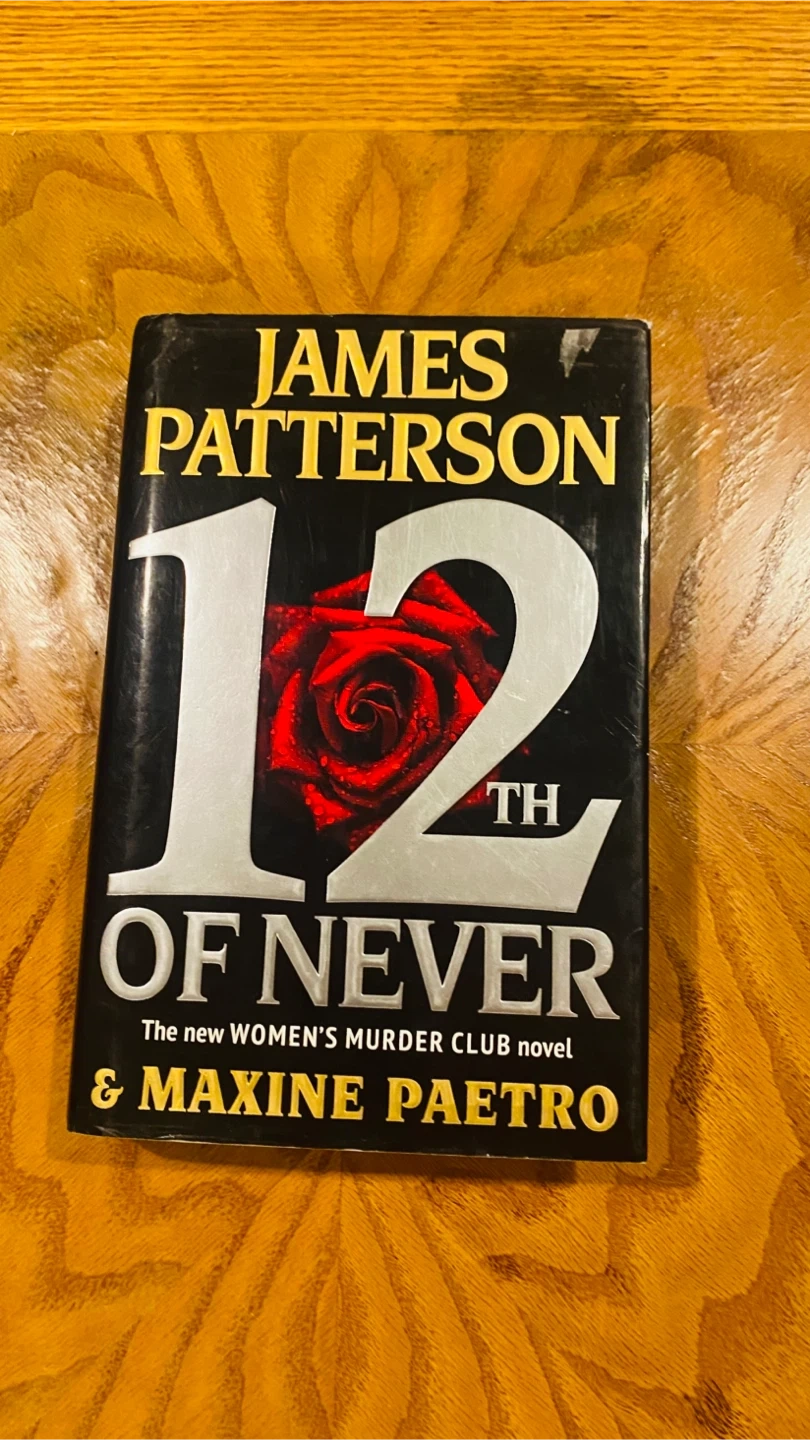 JAMES
PATTERSON
12TH
OF NEVER
The new WOMEN'S MURDER CLUB novel
& MAXINE PAETRO